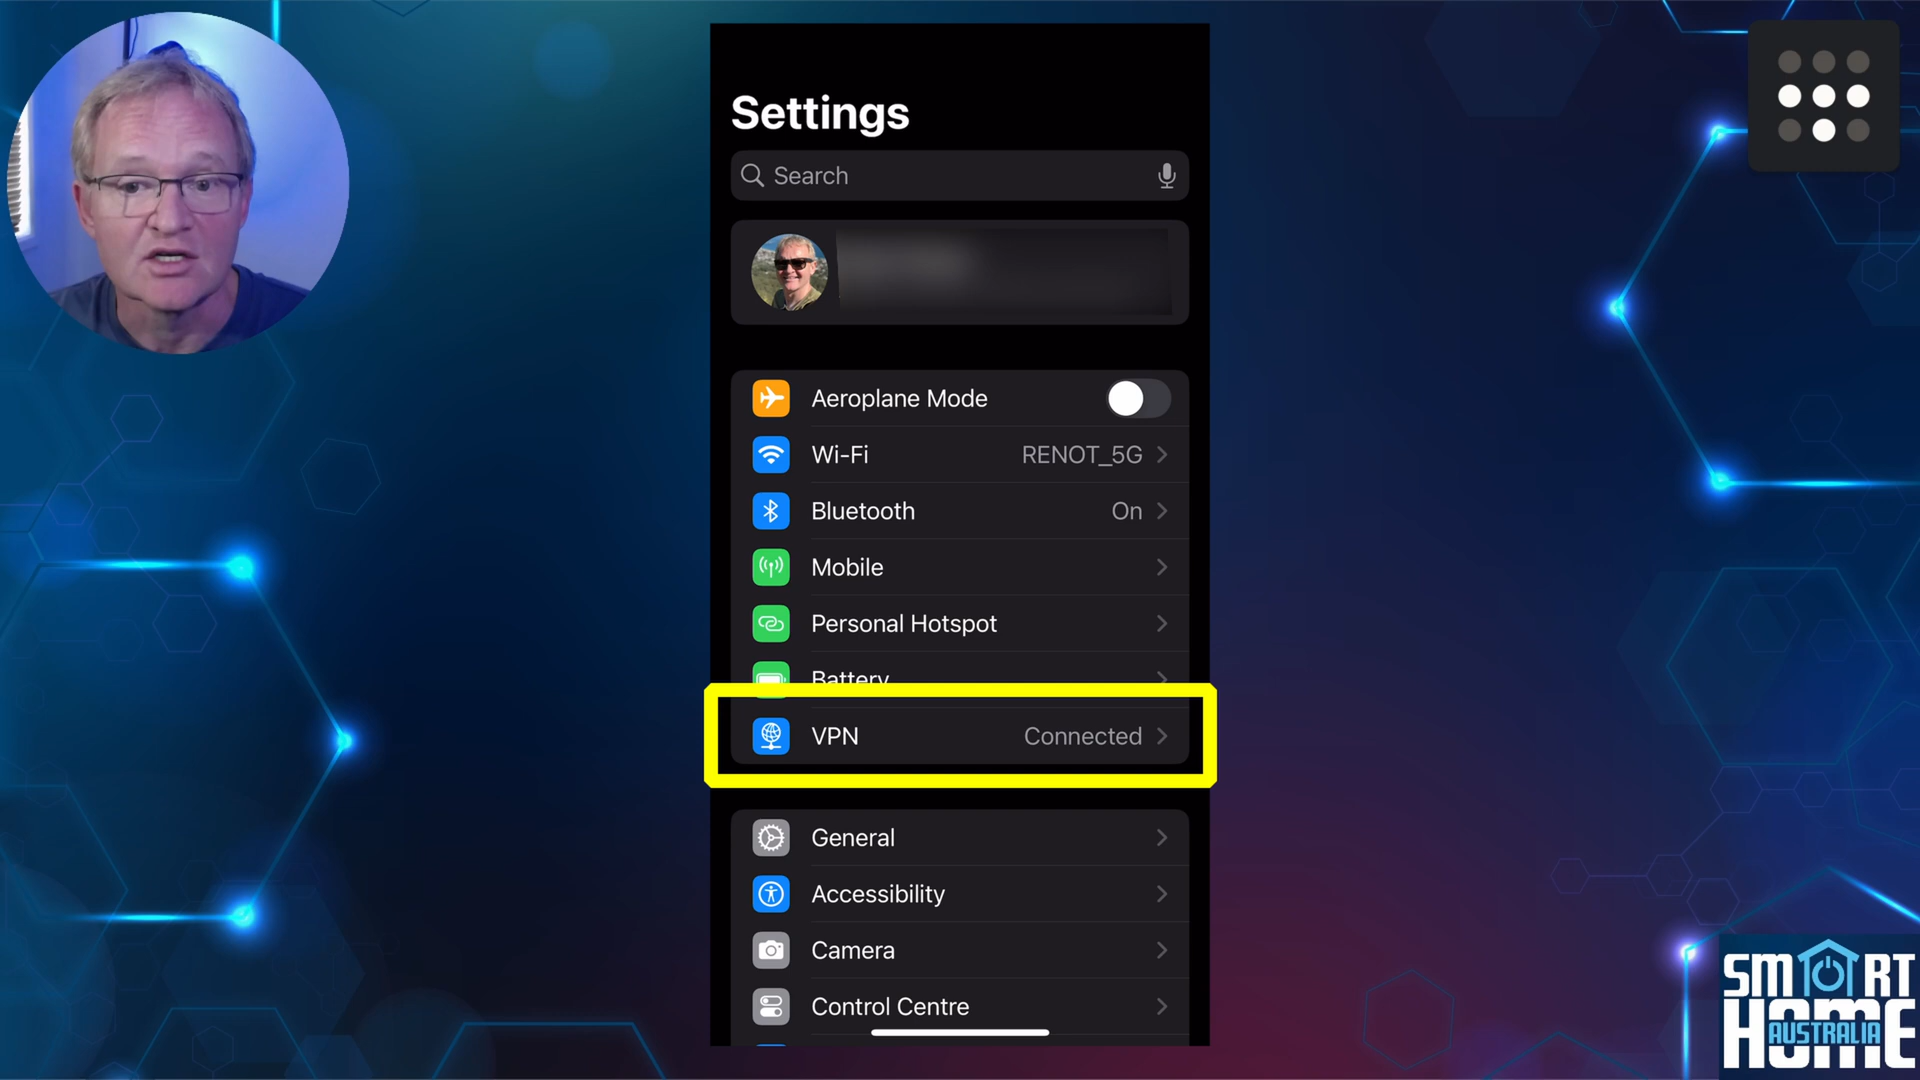 Settings
Search
Aeroplane Mode
Wi-Fi RENOT_5G
Bluetooth On
Mobile
Personal Hotspot
Battery
VPN Connected
General
Accessibility
Camera
Control Centre
SMART
HOME
AUSTRALIA